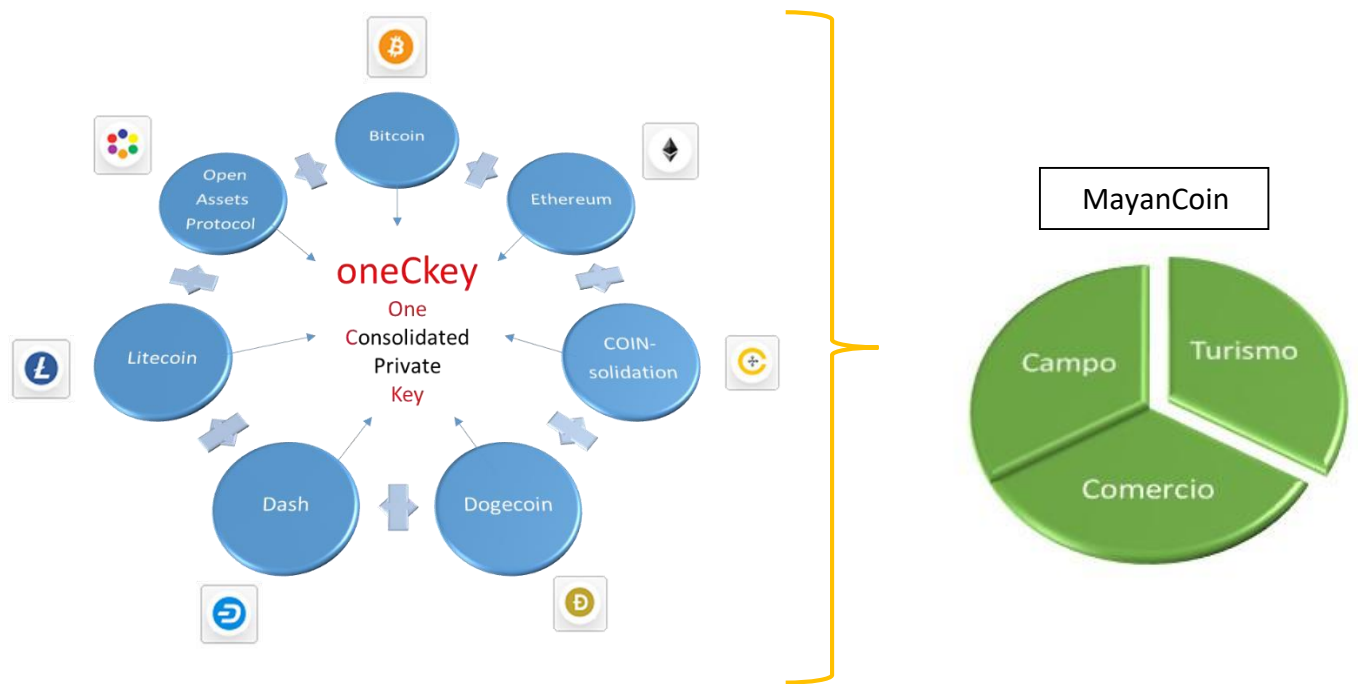 Bitcoin
Open
Assets
Protocol
Ethereum
oneCkey
One
Consolidated
Private
Key
Litecoin
COIN-
solidation
Dash
Dogecoin
MayanCoin
Campo
Turismo
Comercio